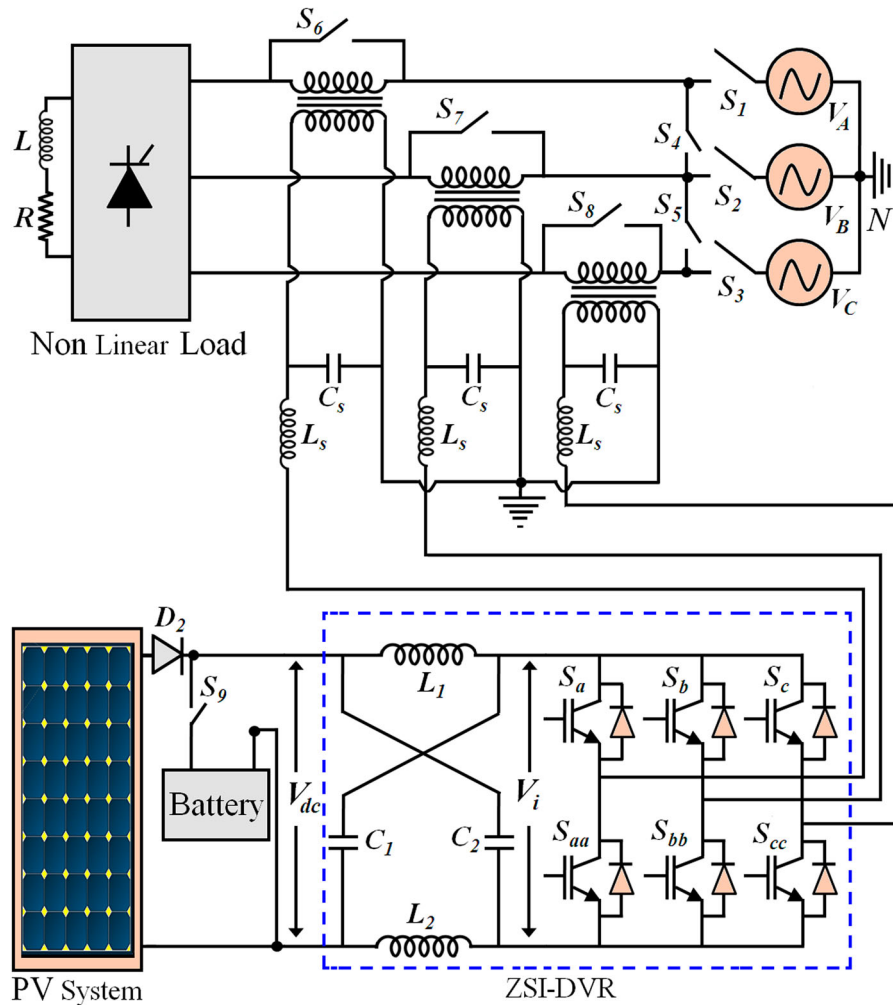 S6
S1
VA
S7
S4
L
S2
VB
N
R
S8
S5
S3
VC
Non Linear Load
Cs
Cs
Cs
Ls
Ls
Ls
D2
S9
L1
Sa
Sb
Sc
Battery
Vdc
Vi
C1
C2
Saa
Sbb
Scc
L2
PV System
ZSI-DVR